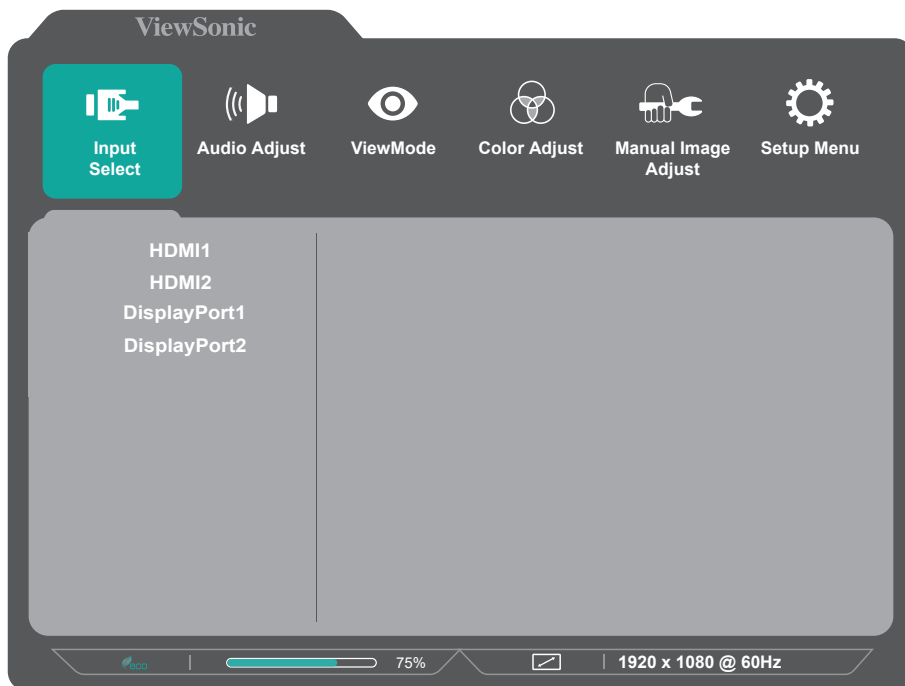 ViewSonic
Input
Select
Audio Adjust
ViewMode
Color Adjust
Manual Image
Adjust
Setup Menu
HDMI1
HDMI2
DisplayPort1
DisplayPort2
eco
75%
1920 x 1080 @ 60Hz